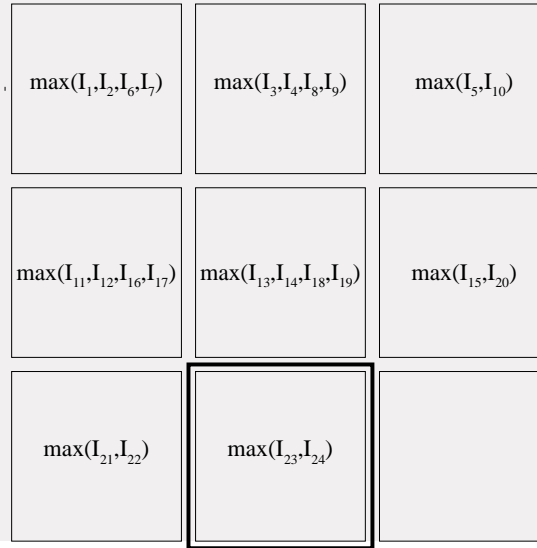 max(I₁,I₂,I₆,I₇) max(I₃,I₄,I₈,I₉) max(I₅,I₁₀)
max(I₁₁,I₁₂,I₁₆,I₁₇) max(I₁₃,I₁₄,I₁₈,I₁₉) max(I₁₅,I₂₀)
max(I₂₁,I₂₂) max(I₂₃,I₂₄)